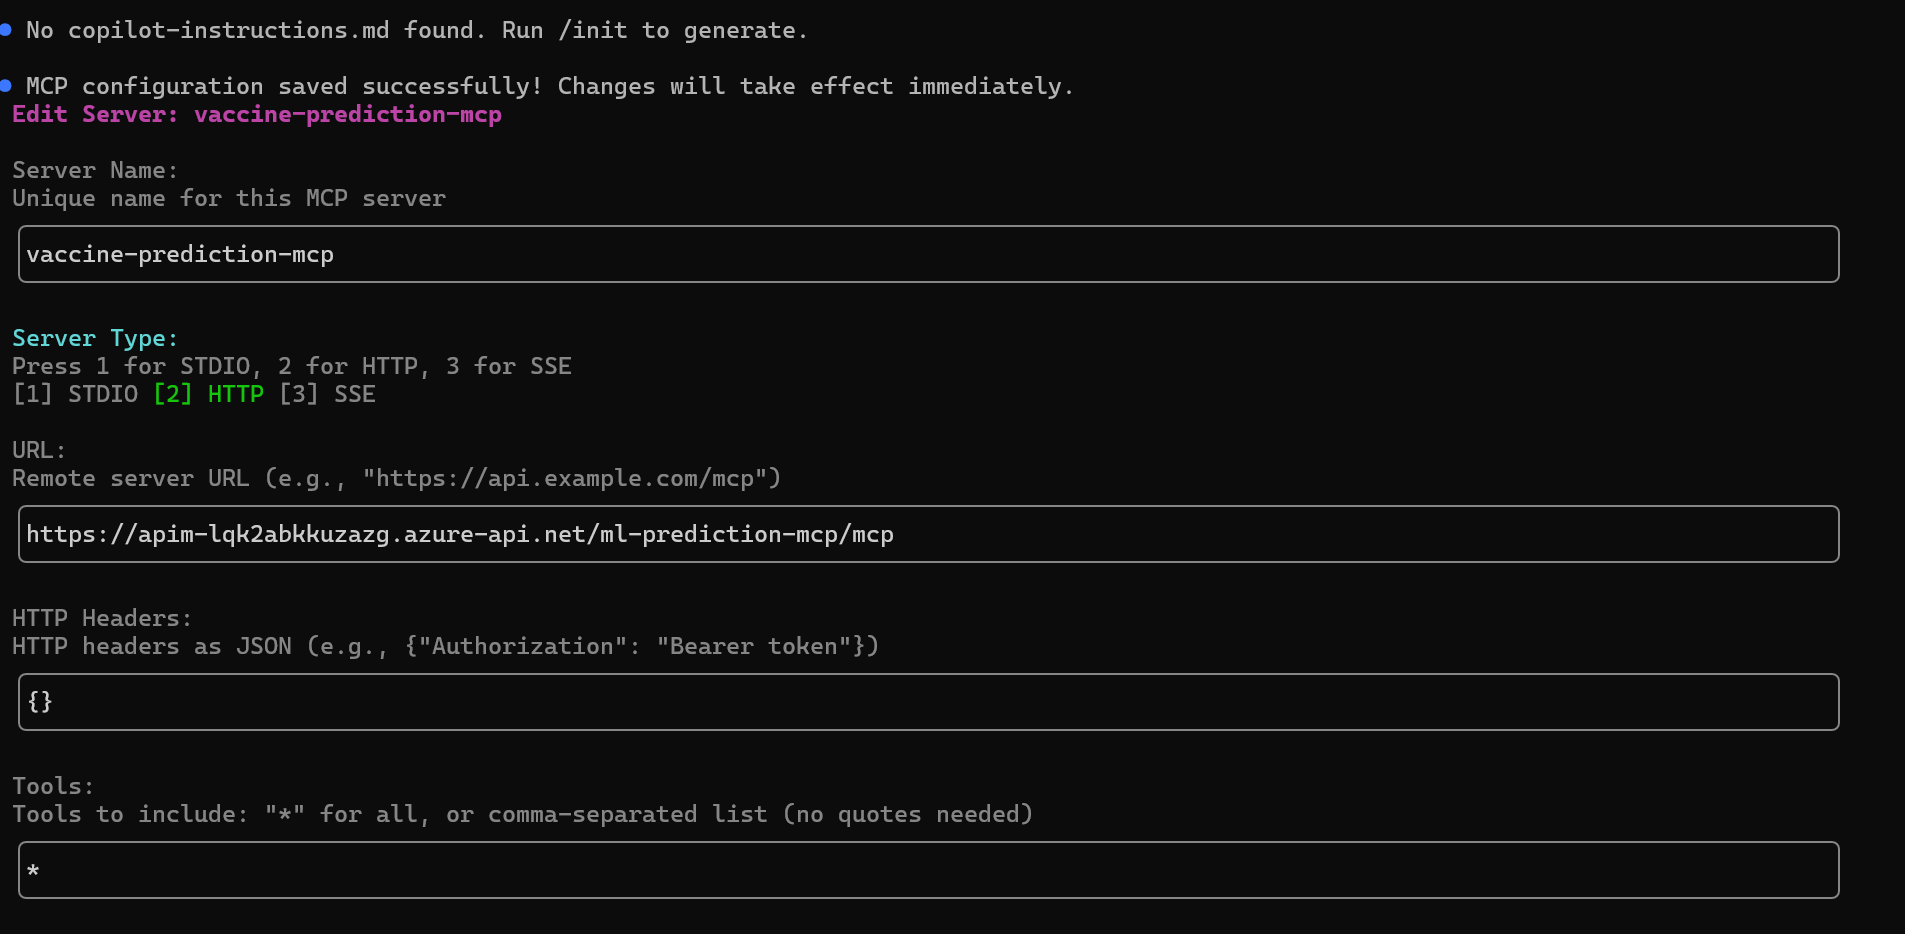 No copilot-instructions.md found. Run /init to generate.
MCP configuration saved successfully! Changes will take effect immediately.
Edit Server: vaccine-prediction-mcp
Server Name:
Unique name for this MCP server
vaccine-prediction-mcp
Server Type:
Press 1 for STDIO, 2 for HTTP, 3 for SSE
[1] STDIO [2] HTTP [3] SSE
URL:
Remote server URL (e.g., "https://api.example.com/mcp")
https://apim-lqk2abkkuzazg.azure-api.net/ml-prediction-mcp/mcp
HTTP Headers:
HTTP headers as JSON (e.g., {"Authorization": "Bearer token"})
{}
Tools:
Tools to include: "*" for all, or comma-separated list (no quotes needed)
*